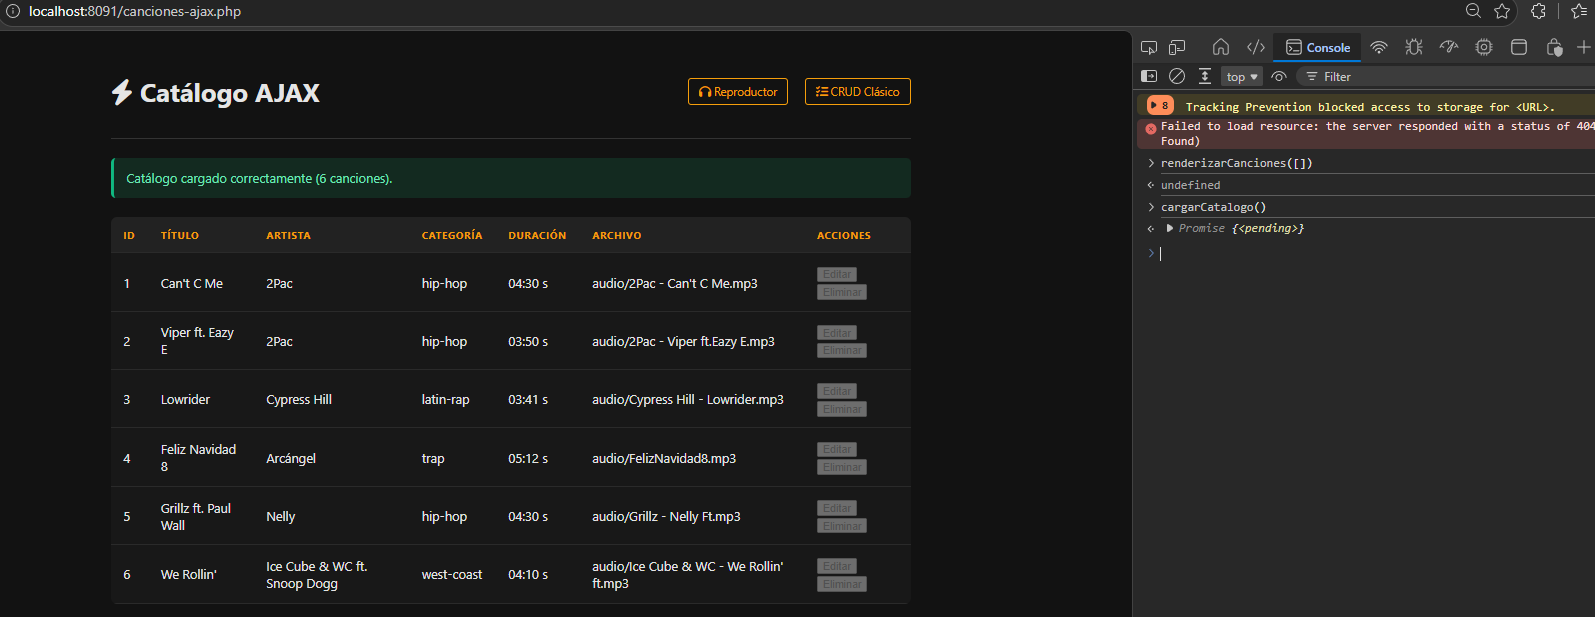 localhost:8091/canciones-ajax.php
Catálogo AJAX
Reproductor
CRUD Clásico
Catálogo cargado correctamente (6 canciones).
ID TÍTULO ARTISTA CATEGORÍA DURACIÓN ARCHIVO ACCIONES
1 Can't C Me 2Pac hip-hop 04:30 s audio/2Pac - Can't C Me.mp3 Editar
Eliminar
2 Viper ft. Eazy E 2Pac hip-hop 03:50 s audio/2Pac - Viper ft.Eazy E.mp3 Editar
Eliminar
3 Lowrider Cypress Hill latin-rap 03:41 s audio/Cypress Hill - Lowrider.mp3 Editar
Eliminar
4 Feliz Navidad 8 Arcángel trap 05:12 s audio/FelizNavidad8.mp3 Editar
Eliminar
5 Grillz ft. Paul Wall Nelly hip-hop 04:30 s audio/Grillz - Nelly Ft.mp3 Editar
Eliminar
6 We Rollin' Ice Cube & WC ft. Snoop Dogg west-coast 04:10 s audio/Ice Cube & WC - We Rollin' ft.mp3 Editar
Eliminar
Console
top
Filter
8 Tracking Prevention blocked access to storage for <URL>.
Failed to load resource: the server responded with a status of 404
Found)
renderizarCanciones([])
undefined
cargarCatalogo()
Promise {<pending>}